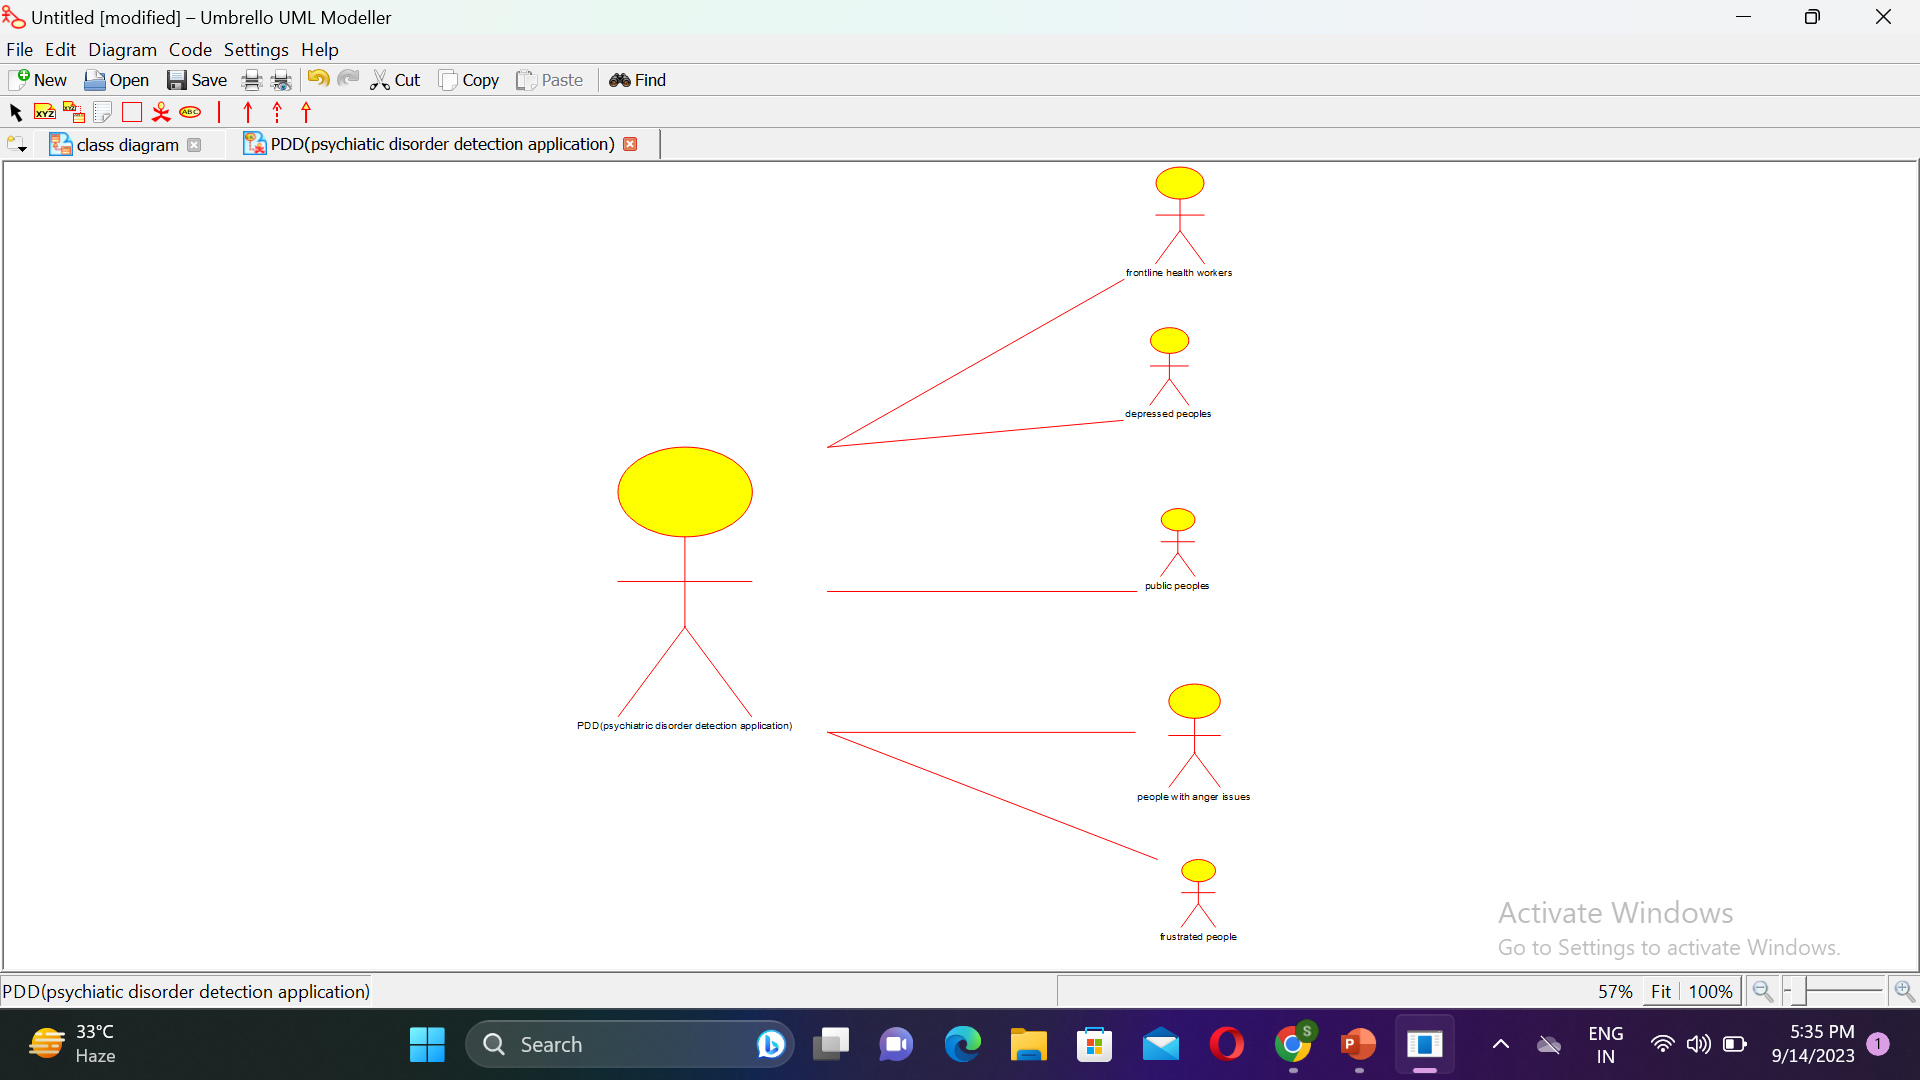 Untitled [modified] – Umbrello UML Modeller
File Edit Diagram Code Settings Help
New Open Save Cut Copy Paste Find
XYZ XYZ ABC
class diagram PDD(psychiatic disorder detection application)
frontline health workers
depressed peoples
public peoples
PDD(psychiatric disorder detection application)
people with anger issues
frustrated people
Activate Windows
Go to Settings to activate Windows.
PDD(psychiatic disorder detection application)
57% Fit 100%
33°C
Haze
Search
S
P
ENG
IN
5:35 PM
9/14/2023
1